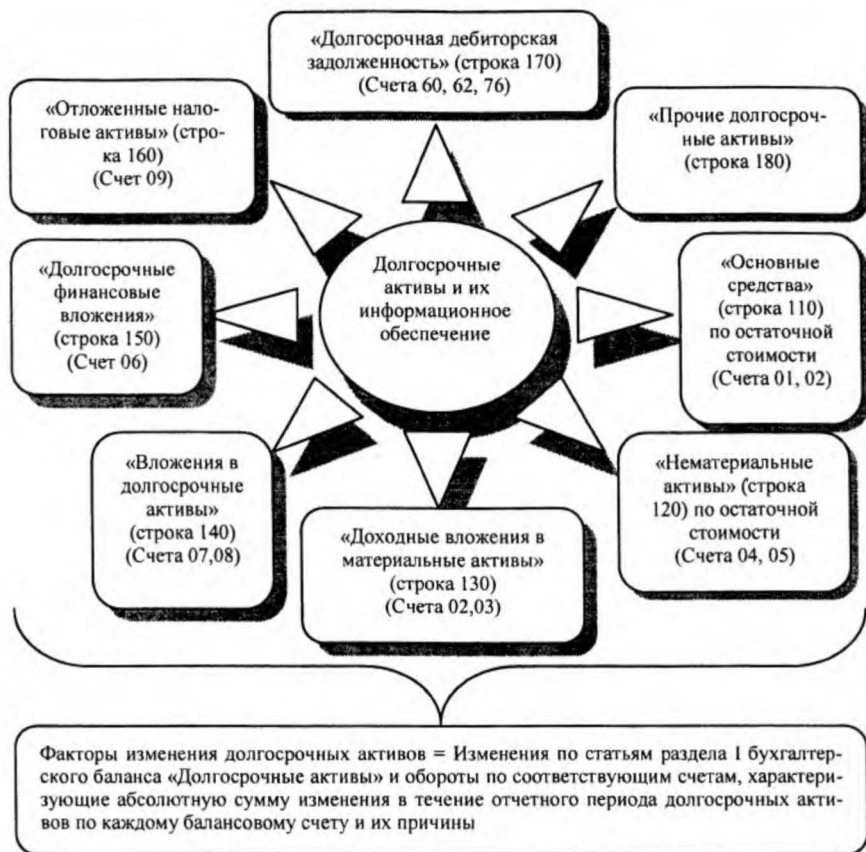 «Долгосрочная дебиторская
задолженность» (строка 170)
(Счета 60, 62, 76)
«Отложенные нало-
говые активы» (стро-
ка 160)
(Счет 09)
«Прочие долгосроч-
ные активы»
(строка 180)
«Долгосрочные
финансовые
вложения»
(строка 150)
(Счет 06)
Долгосрочные
активы и их
информационное
обеспечение
«Основные
средства»
(строка 110)
по остаточной
стоимости
(Счета 01, 02)
«Вложения в
долгосрочные
активы»
(строка 140)
(Счета 07,08)
«Доходные вложения в
материальные активы»
(строка 130)
(Счета 02,03)
«Нематериальные
активы» (строка
120) по остаточной
стоимости
(Счета 04, 05)
Факторы изменения долгосрочных активов = Изменения по статьям раздела I бухгалтер-
ского баланса «Долгосрочные активы» и обороты по соответствующим счетам, характери-
зующие абсолютную сумму изменения в течение отчетного периода долгосрочных акти-
вов по каждому балансовому счету и их причины